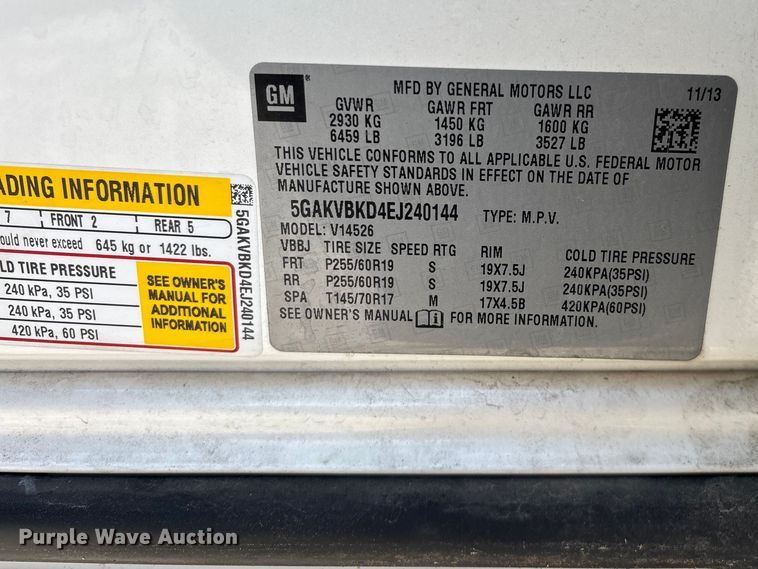 ADING INFORMATION
7 FRONT 2 REAR 5
ould never exceed 645 kg or 1422 lbs.
OLD TIRE PRESSURE
240 kPa, 35 PSI
240 kPa, 35 PSI
420 kPa, 60 PSI
SEE OWNER'S
MANUAL FOR
ADDITIONAL
INFORMATION
5GAKVBKD4EJ240144
GM
®
MFD BY GENERAL MOTORS LLC 11/13
GVWR GAWR FRT GAWR RR
2930 KG 1450 KG 1600 KG
6459 LB 3196 LB 3527 LB
THIS VEHICLE CONFORMS TO ALL APPLICABLE U.S. FEDERAL MOTOR
VEHICLE SAFETY STANDARDS IN EFFECT ON THE DATE OF
MANUFACTURE SHOWN ABOVE.
5GAKVBKD4EJ240144 TYPE: M.P.V.
MODEL: V14526
VBBJ TIRE SIZE SPEED RTG RIM COLD TIRE PRESSURE
FRT P255/60R19 S 19X7.5J 240KPA(35PSI)
RR P255/60R19 S 19X7.5J 240KPA(35PSI)
SPA T145/70R17 M 17X4.5B 420KPA(60PSI)
SEE OWNER'S MANUAL FOR MORE INFORMATION.
Purple Wave Auction